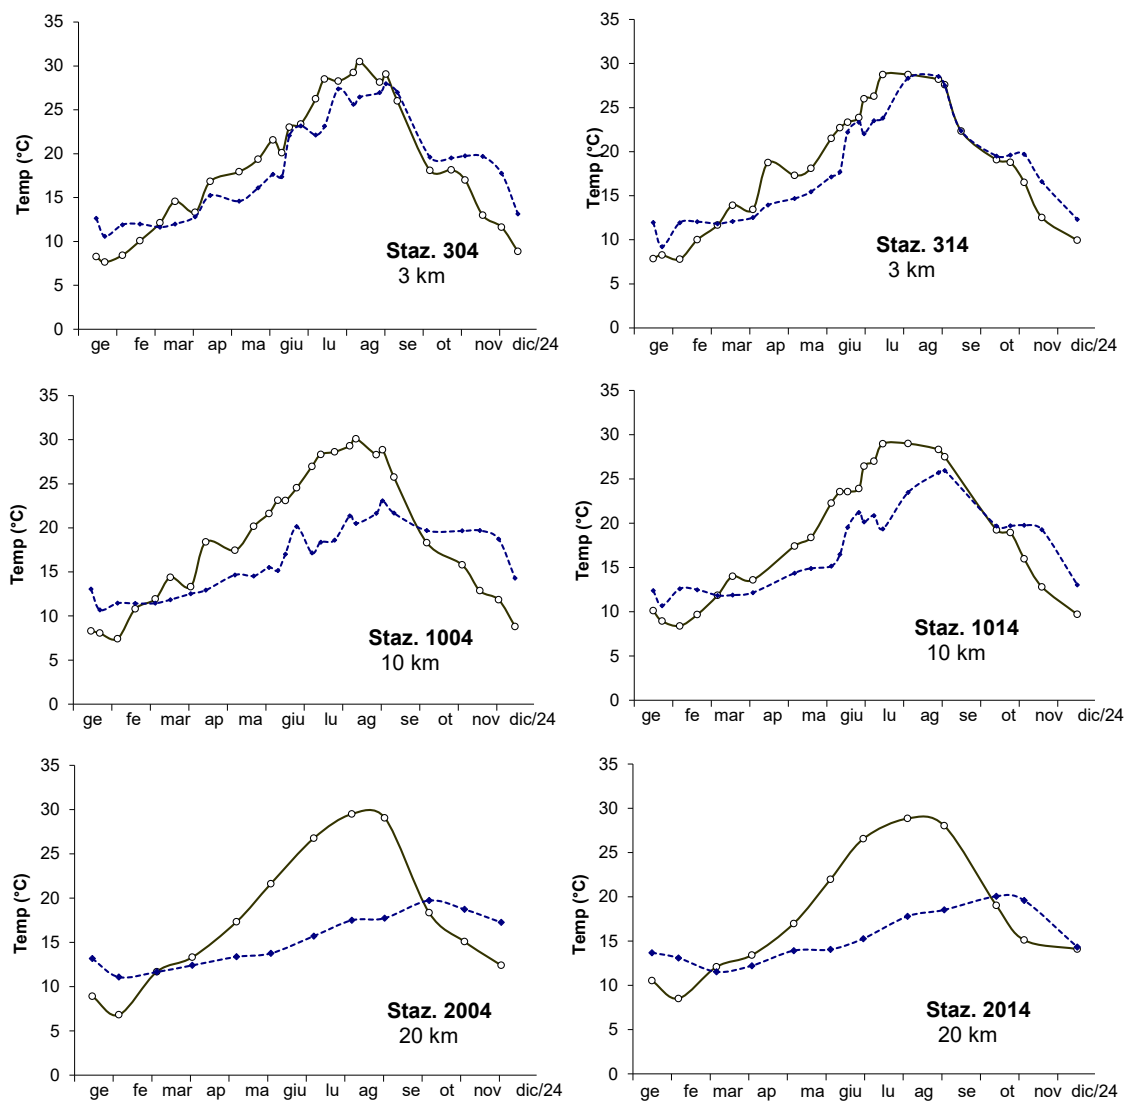 35
30
25
20
15
10
5
0
Temp (°C)
Staz. 304
3 km
ge fe mar ap ma giu lu ag se ot nov dic/24
35
30
25
20
15
10
5
0
Temp (°C)
Staz. 314
3 km
ge fe mar ap ma giu lu ag se ot nov dic/24
35
30
25
20
15
10
5
0
Temp (°C)
Staz. 1004
10 km
ge fe mar ap ma giu lu ag se ot nov dic/24
35
30
25
20
15
10
5
0
Temp (°C)
Staz. 1014
10 km
ge fe mar ap ma giu lu ag se ot nov dic/24
35
30
25
20
15
10
5
0
Temp (°C)
Staz. 2004
20 km
ge fe mar ap ma giu lu ag se ot nov dic/24
35
30
25
20
15
10
5
0
Temp (°C)
Staz. 2014
20 km
ge fe mar ap ma giu lu ag se ot nov dic/24